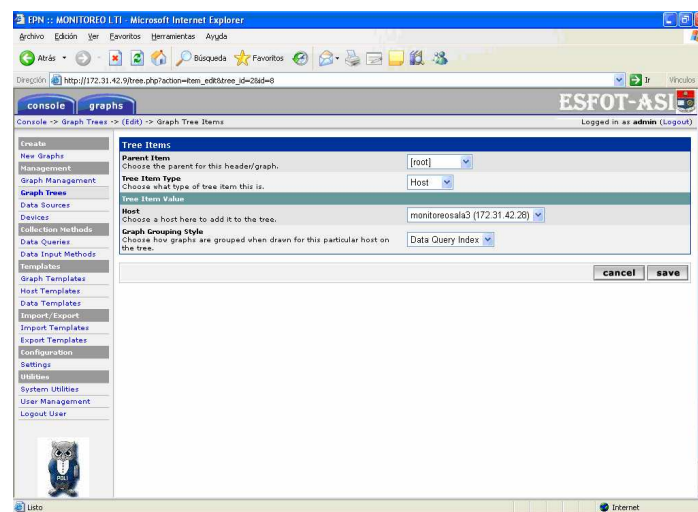 EPN :: MONITOREO LTI - Microsoft Internet Explorer
Archivo Edición Ver Favoritos Herramientas Ayuda
Atrás Búsqueda Favoritos
Dirección http://172.31.42.9/tree.php?action=item_edit&tree_id=2&id=8 Ir Vínculos
console graphs ESFOT-ASI
Console -> Graph Trees -> (Edit) -> Graph Tree Items Logged in as admin (Logout)
Create
New Graphs
Management
Graph Management
Graph Trees
Data Sources
Devices
Collection Methods
Data Queries
Data Input Methods
Templates
Graph Templates
Host Templates
Data Templates
Import/Export
Import Templates
Export Templates
Configuration
Settings
Utilities
System Utilities
User Management
Logout User
POLI
Tree Items
Parent Item
Choose the parent for this header/graph.
[root]
Tree Item Type
Choose what type of tree item this is.
Host
Tree Item Value
Host
Choose a host here to add it to the tree.
monitoreosala3 (172.31.42.28)
Graph Grouping Style
Choose how graphs are grouped when drawn for this particular host on
the tree.
Data Query Index
cancel save
Listo Internet